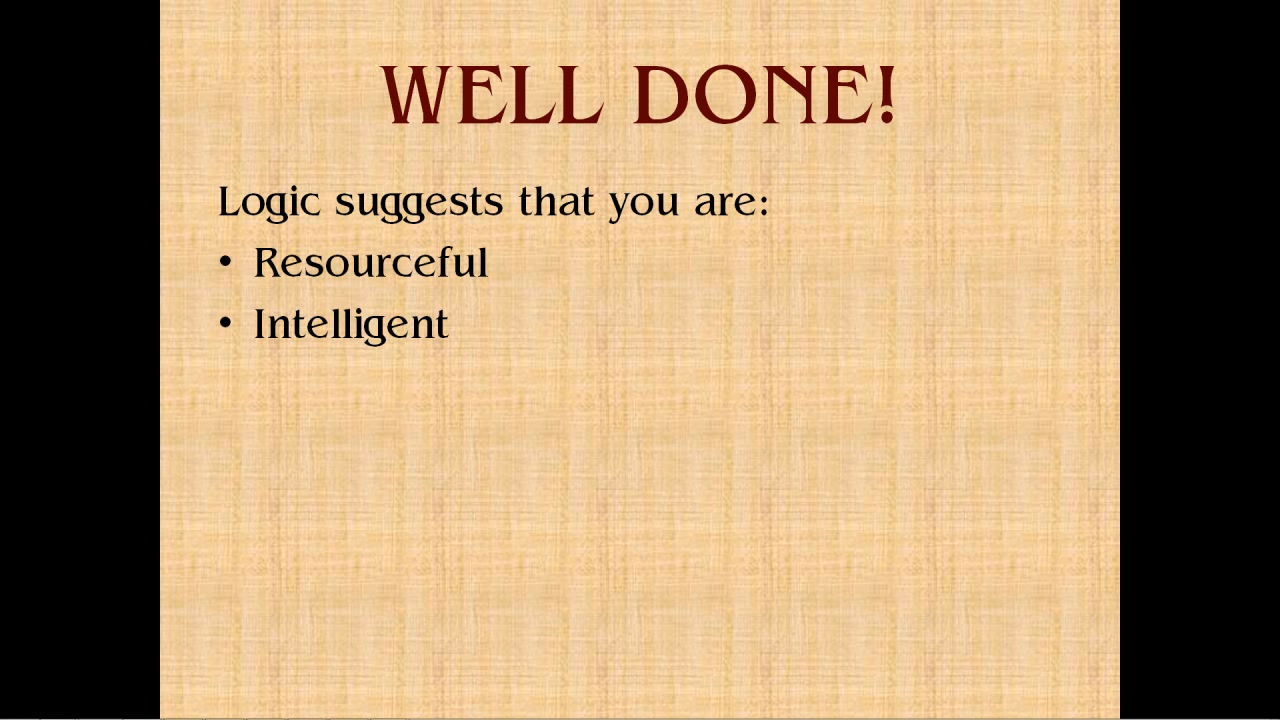 WELL DONE!
Logic suggests that you are:
• Resourceful
• Intelligent